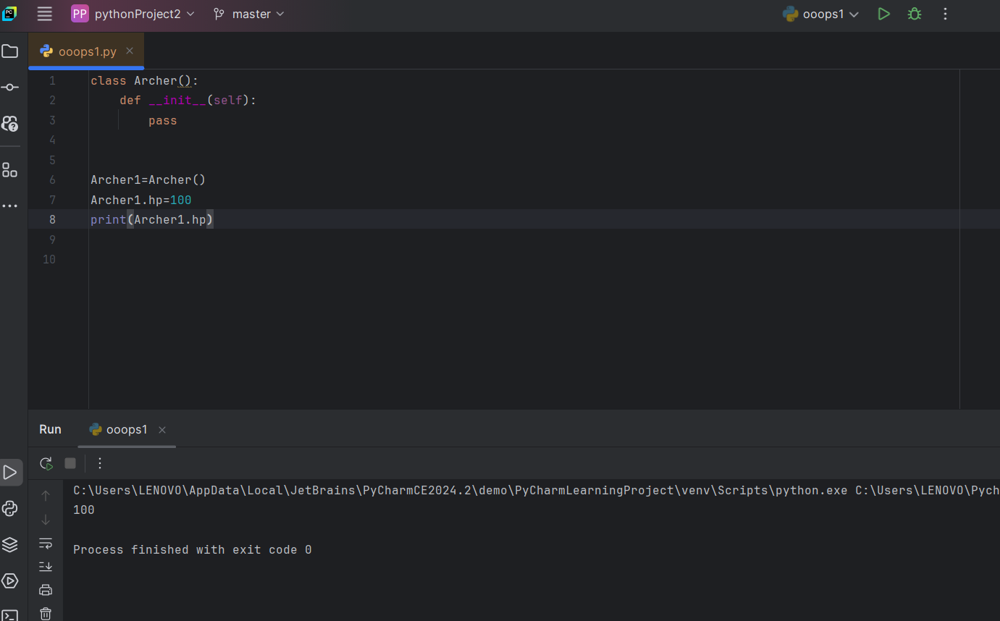 PC
PP pythonProject2 master ooops1
ooops1.py
1 class Archer():
2 def __init__(self):
3 pass
4
5
6 Archer1=Archer()
7 Archer1.hp=100
8 print(Archer1.hp)
9
10
Run ooops1
C:\Users\LENOVO\AppData\Local\JetBrains\PyCharmCE2024.2\demo\PyCharmLearningProject\venv\Scripts\python.exe C:\Users\LENOVO\Pych
100
Process finished with exit code 0